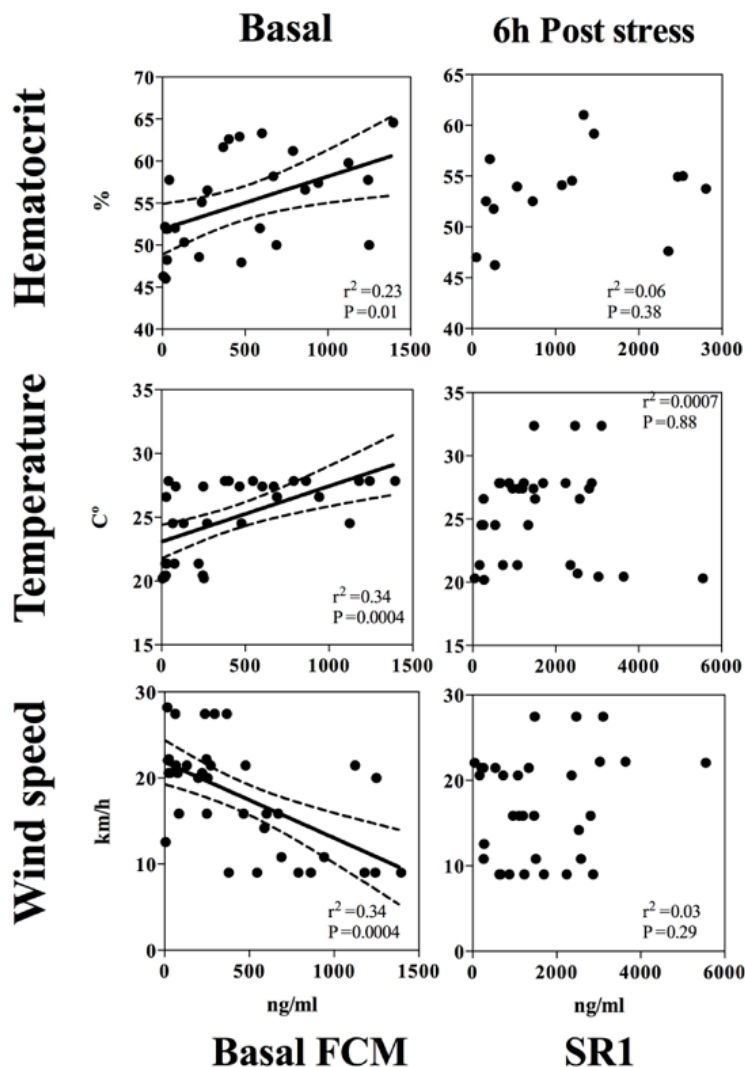 Basal
6h Post stress
Hematocrit
%
70
65
60
55
50
45
40
0
500
1000
1500
r²=0.23
P=0.01
65
60
55
50
45
40
0
1000
2000
3000
r²=0.06
P=0.38
Temperature
C°
35
30
25
20
15
0
500
1000
1500
r²=0.34
P=0.0004
35
30
25
20
15
0
2000
4000
6000
r²=0.0007
P=0.88
Wind speed
km/h
30
20
10
0
0
500
1000
1500
r²=0.34
P=0.0004
ng/ml
30
20
10
0
0
2000
4000
6000
r²=0.03
P=0.29
ng/ml
Basal FCM
SR1